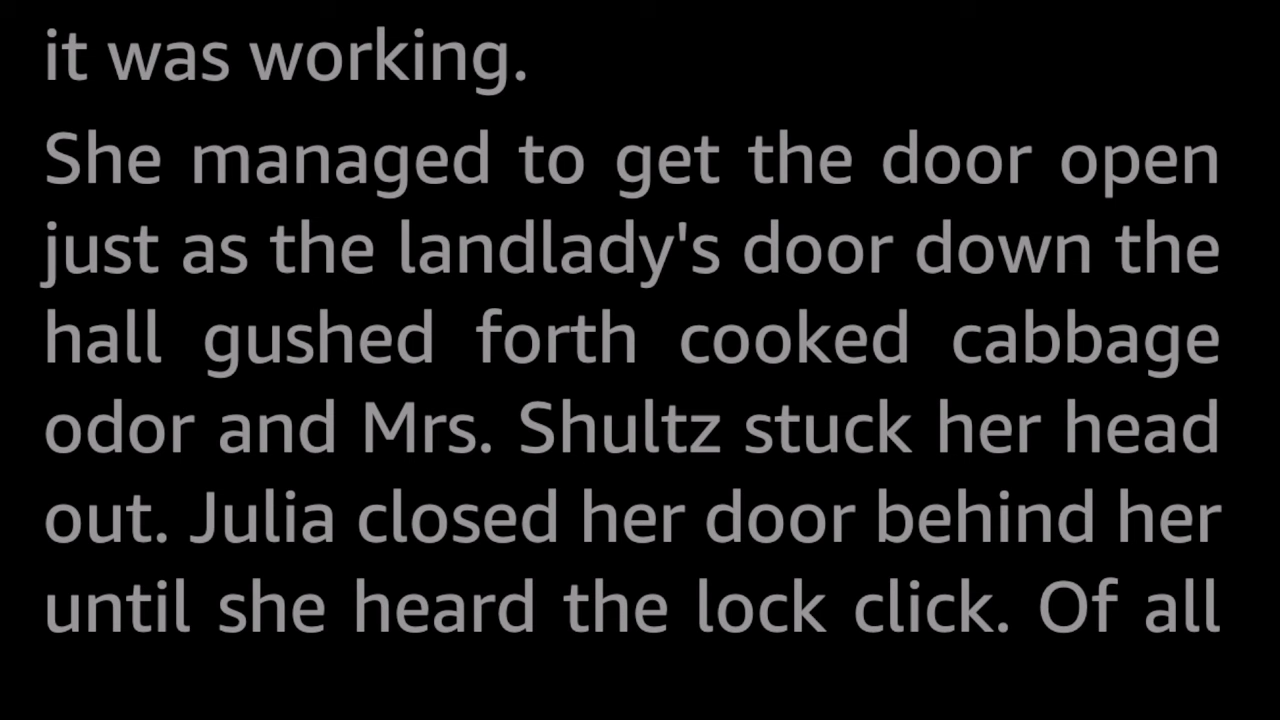 it was working.
She managed to get the door open
just as the landlady's door down the
hall gushed forth cooked cabbage
odor and Mrs. Shultz stuck her head
out. Julia closed her door behind her
until she heard the lock click. Of all